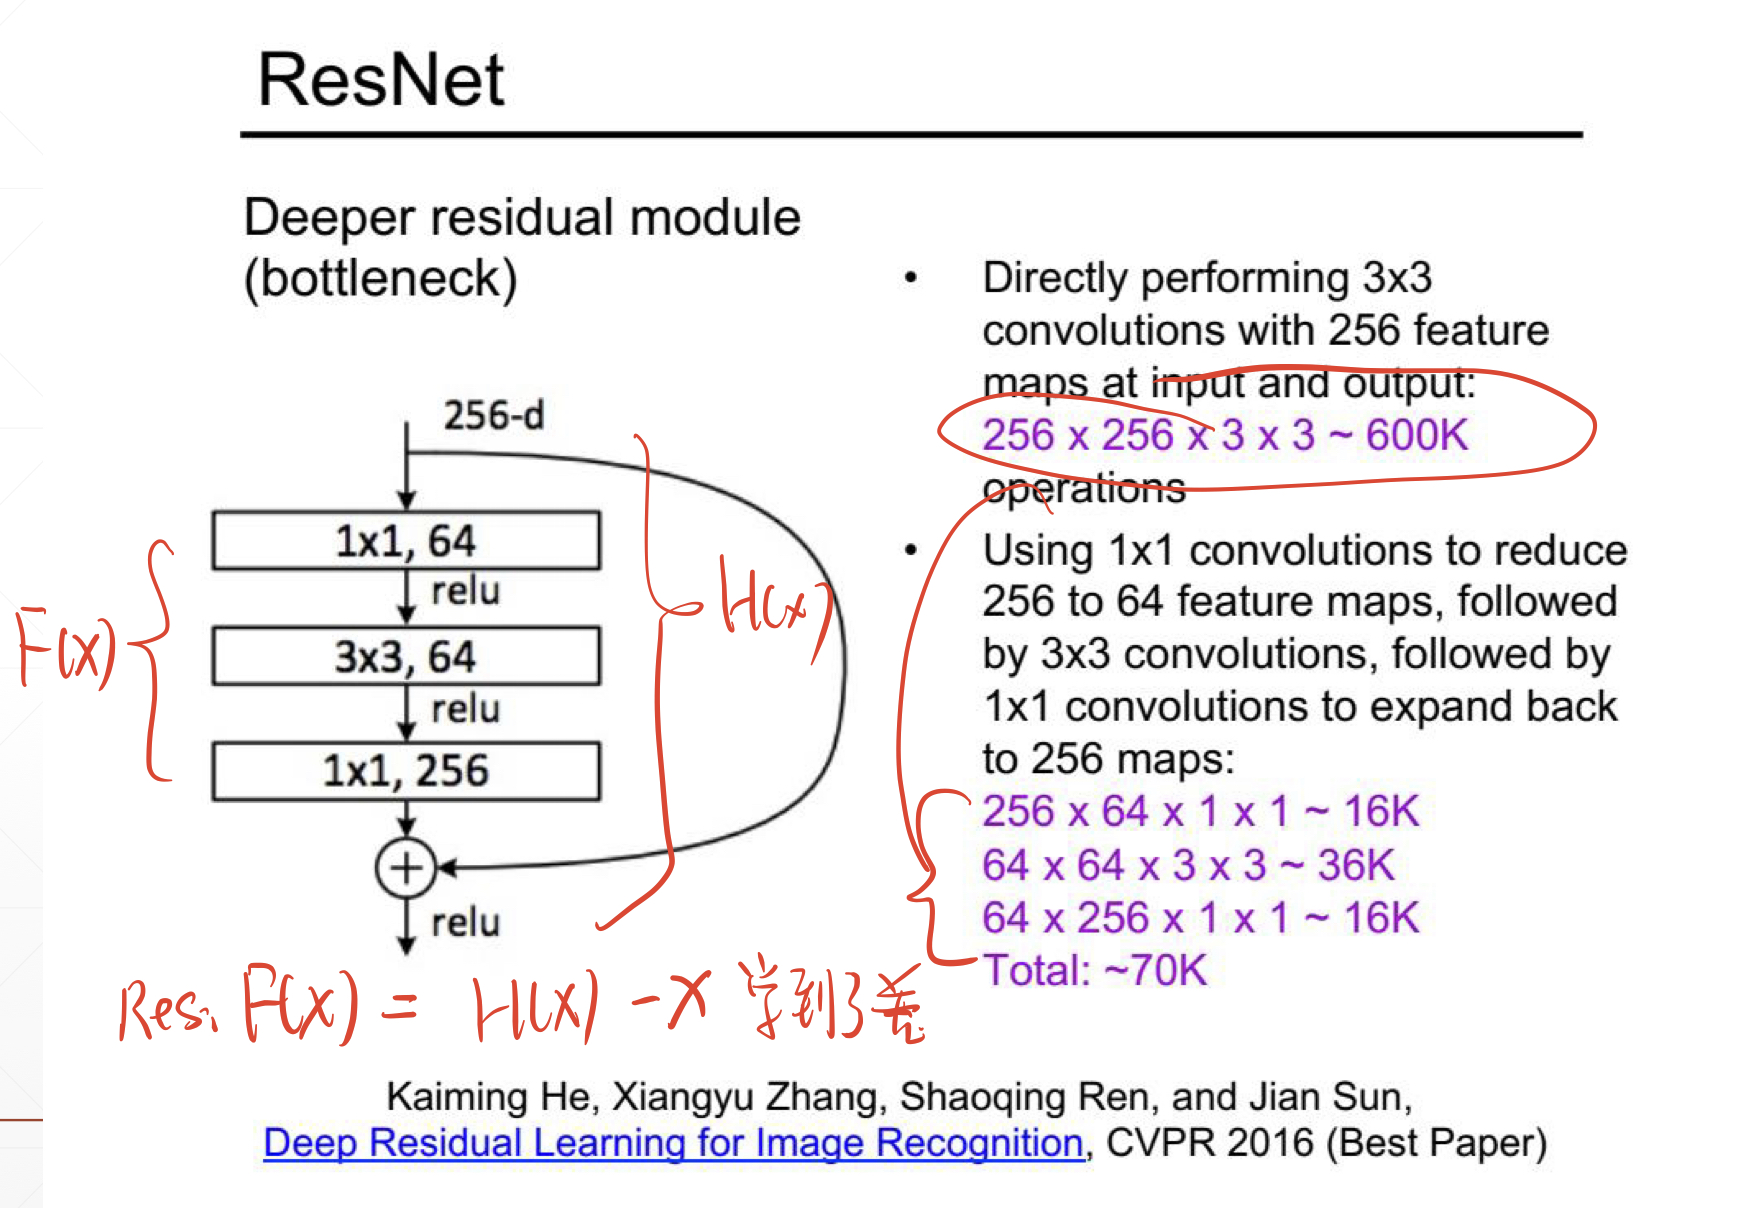 ResNet
Deeper residual module
(bottleneck)
256-d
1x1, 64
relu
3x3, 64
relu
1x1, 256
relu
F(x)
H(x)
• Directly performing 3x3
convolutions with 256 feature
maps at input and output:
256 x 256 x 3 x 3 ~ 600K
operations
• Using 1x1 convolutions to reduce
256 to 64 feature maps, followed
by 3x3 convolutions, followed by
1x1 convolutions to expand back
to 256 maps:
256 x 64 x 1 x 1 ~ 16K
64 x 64 x 3 x 3 ~ 36K
64 x 256 x 1 x 1 ~ 16K
Total: ~70K
Res. F(x) = H(x) - x 学到了差
Kaiming He, Xiangyu Zhang, Shaoqing Ren, and Jian Sun,
Deep Residual Learning for Image Recognition, CVPR 2016 (Best Paper)